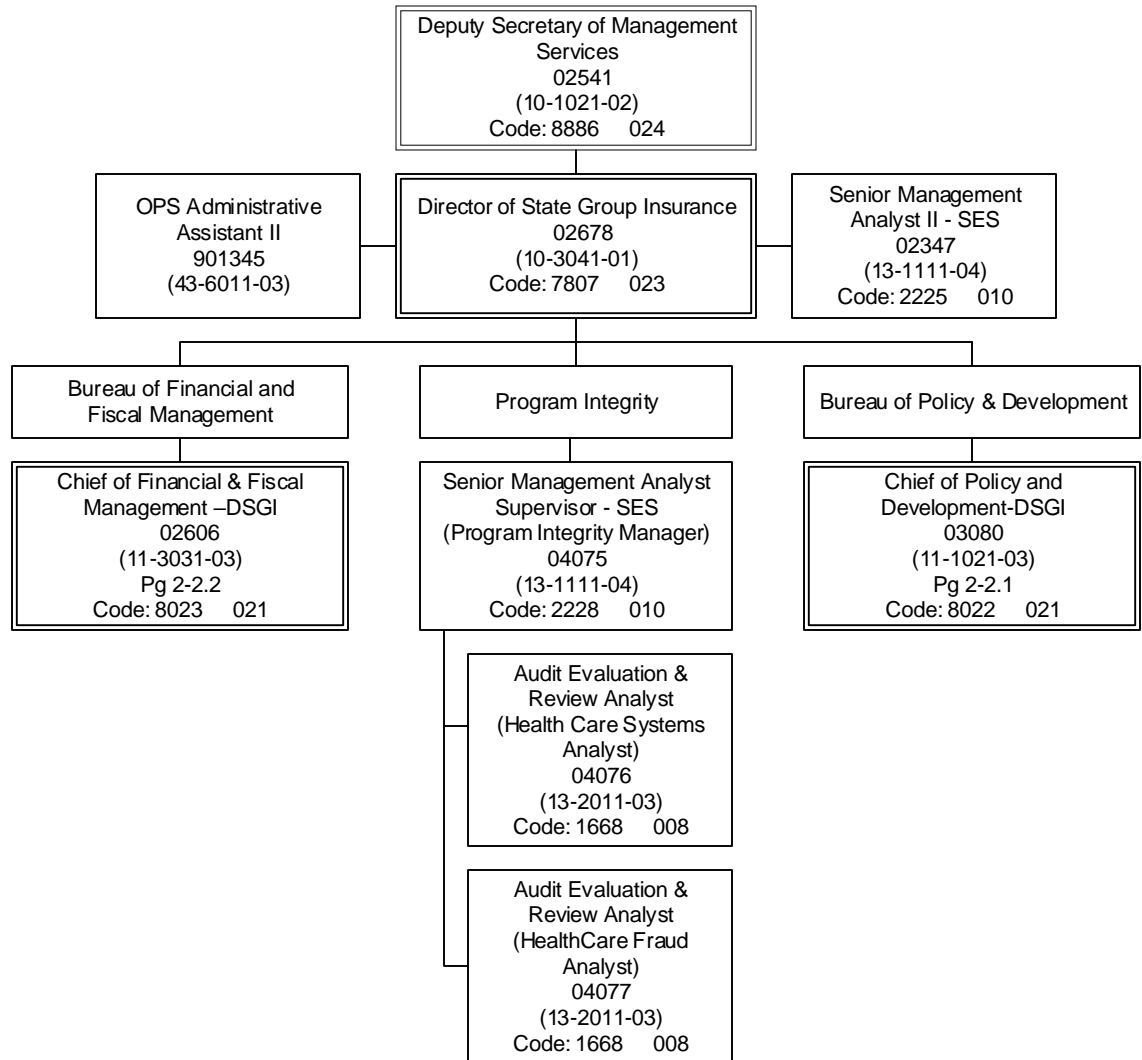 Deputy Secretary of Management
Services
02541
(10-1021-02)
Code: 8886 024
OPS Administrative
Assistant II
901345
(43-6011-03)
Director of State Group Insurance
02678
(10-3041-01)
Code: 7807 023
Senior Management
Analyst II - SES
02347
(13-1111-04)
Code: 2225 010
Bureau of Financial and
Fiscal Management
Program Integrity
Bureau of Policy & Development
Chief of Financial & Fiscal
Management –DSGI
02606
(11-3031-03)
Pg 2-2.2
Code: 8023 021
Senior Management Analyst
Supervisor - SES
(Program Integrity Manager)
04075
(13-1111-04)
Code: 2228 010
Chief of Policy and
Development-DSGI
03080
(11-1021-03)
Pg 2-2.1
Code: 8022 021
Audit Evaluation &
Review Analyst
(Health Care Systems
Analyst)
04076
(13-2011-03)
Code: 1668 008
Audit Evaluation &
Review Analyst
(HealthCare Fraud
Analyst)
04077
(13-2011-03)
Code: 1668 008